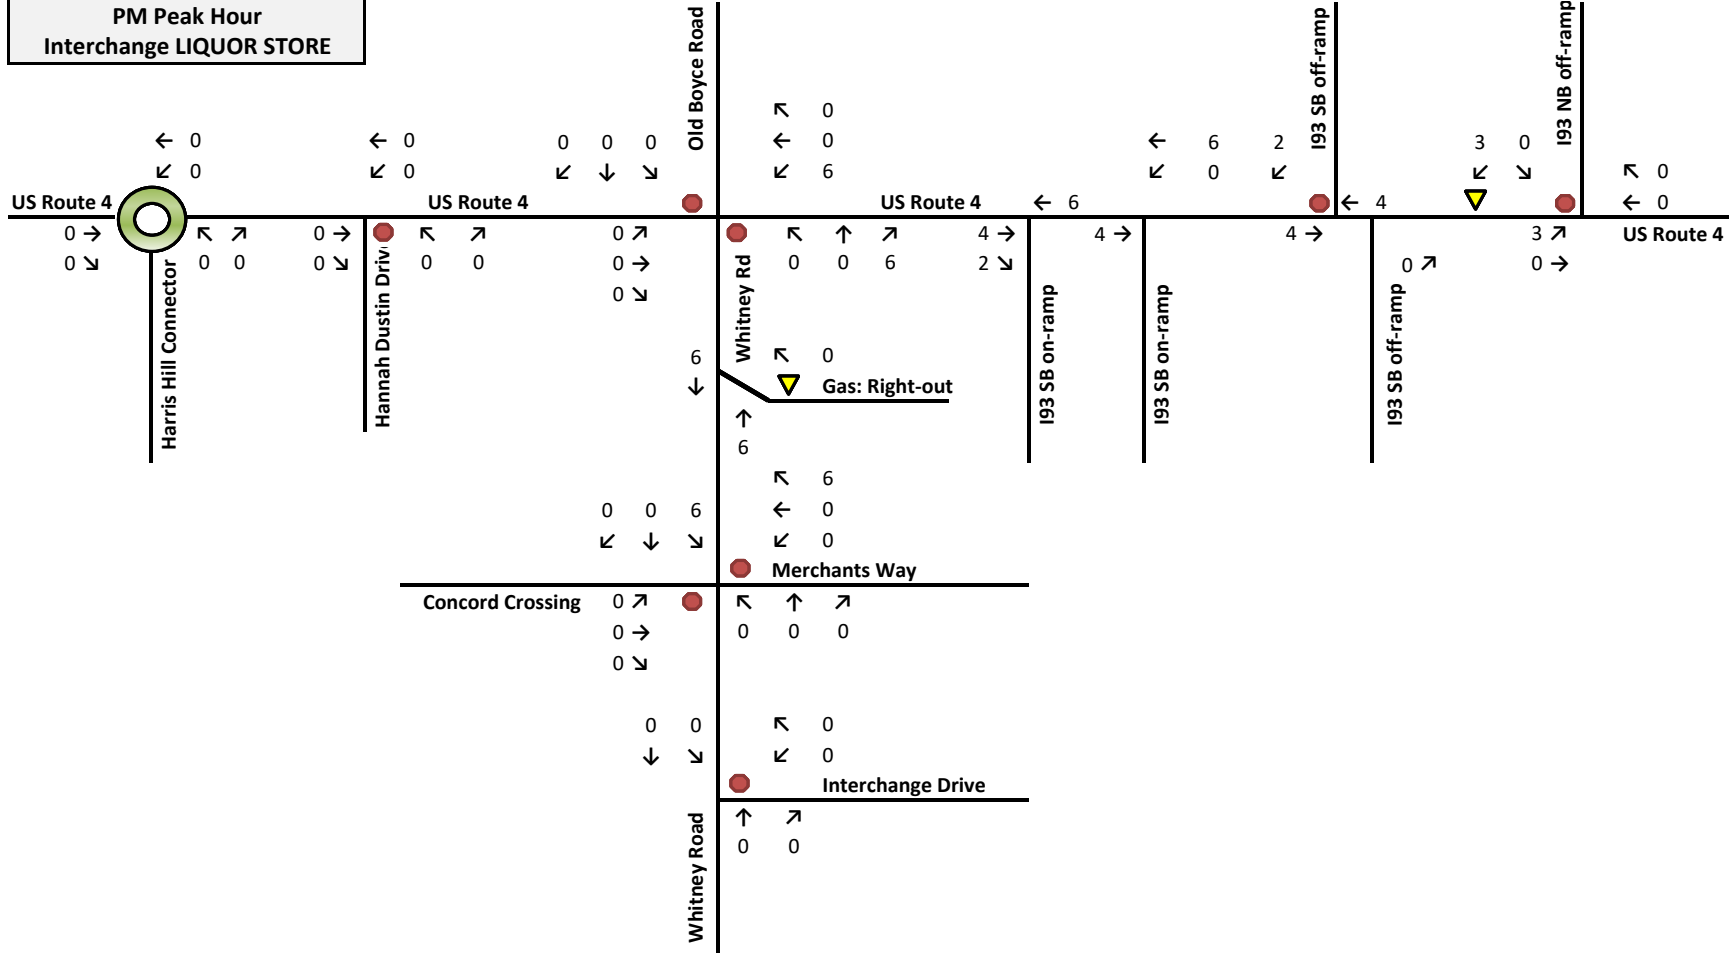 PM Peak Hour
Interchange LIQUOR STORE
Old Boyce Road
I93 SB off-ramp
I93 NB off-ramp
↖ 0
← 0
← 0
0 0 0
← 0
← 6 2
3 0
↙ 0
↙ 0
↙ ↓ ↘
↙ 6
↙ 0 ↙
↙ ↘
↖ 0
US Route 4
US Route 4
US Route 4
← 6
← 4
← 0
0 →
↖ ↗
0 →
↖ ↗
0 ↗
↖ ↑ ↗
4 →
4 →
4 →
3 ↗
US Route 4
0 ↘
0 0
0 ↘
0 0
0 →
0 0 6
2 ↘
0 ↗
0 →
0 ↘
Harris Hill Connector
Hannah Dustin Driv
Whitney Rd
I93 SB on-ramp
I93 SB on-ramp
I93 SB off-ramp
6
↖ 0
↓
Gas: Right-out
↑
6
↖ 6
0 0 6
← 0
↙ ↓ ↘
↙ 0
Merchants Way
Concord Crossing
0 ↗
↖ ↑ ↗
0 →
0 0 0
0 ↘
0 0
↖ 0
↓ ↘
↙ 0
Interchange Drive
↑ ↗
0 0
Whitney Road